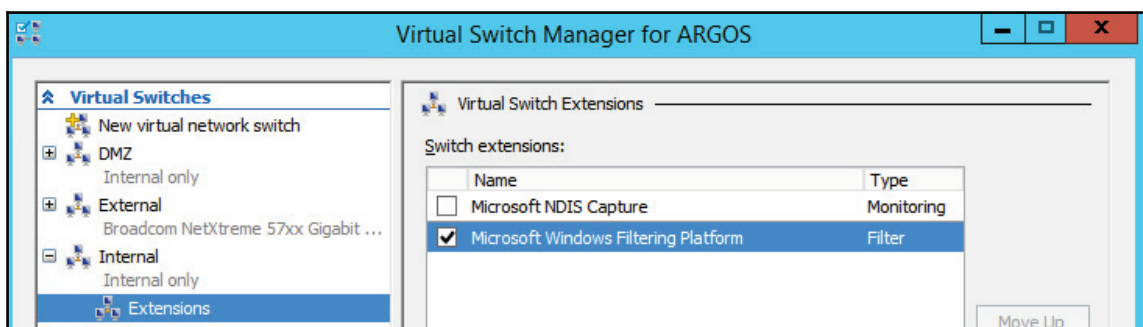 Virtual Switch Manager for ARGOS
Virtual Switches
New virtual network switch
DMZ
Internal only
External
Broadcom NetXtreme 57xx Gigabit ...
Internal
Internal only
Extensions
Virtual Switch Extensions
Switch extensions:
Name Type
Microsoft NDIS Capture Monitoring
Microsoft Windows Filtering Platform Filter
Move Up